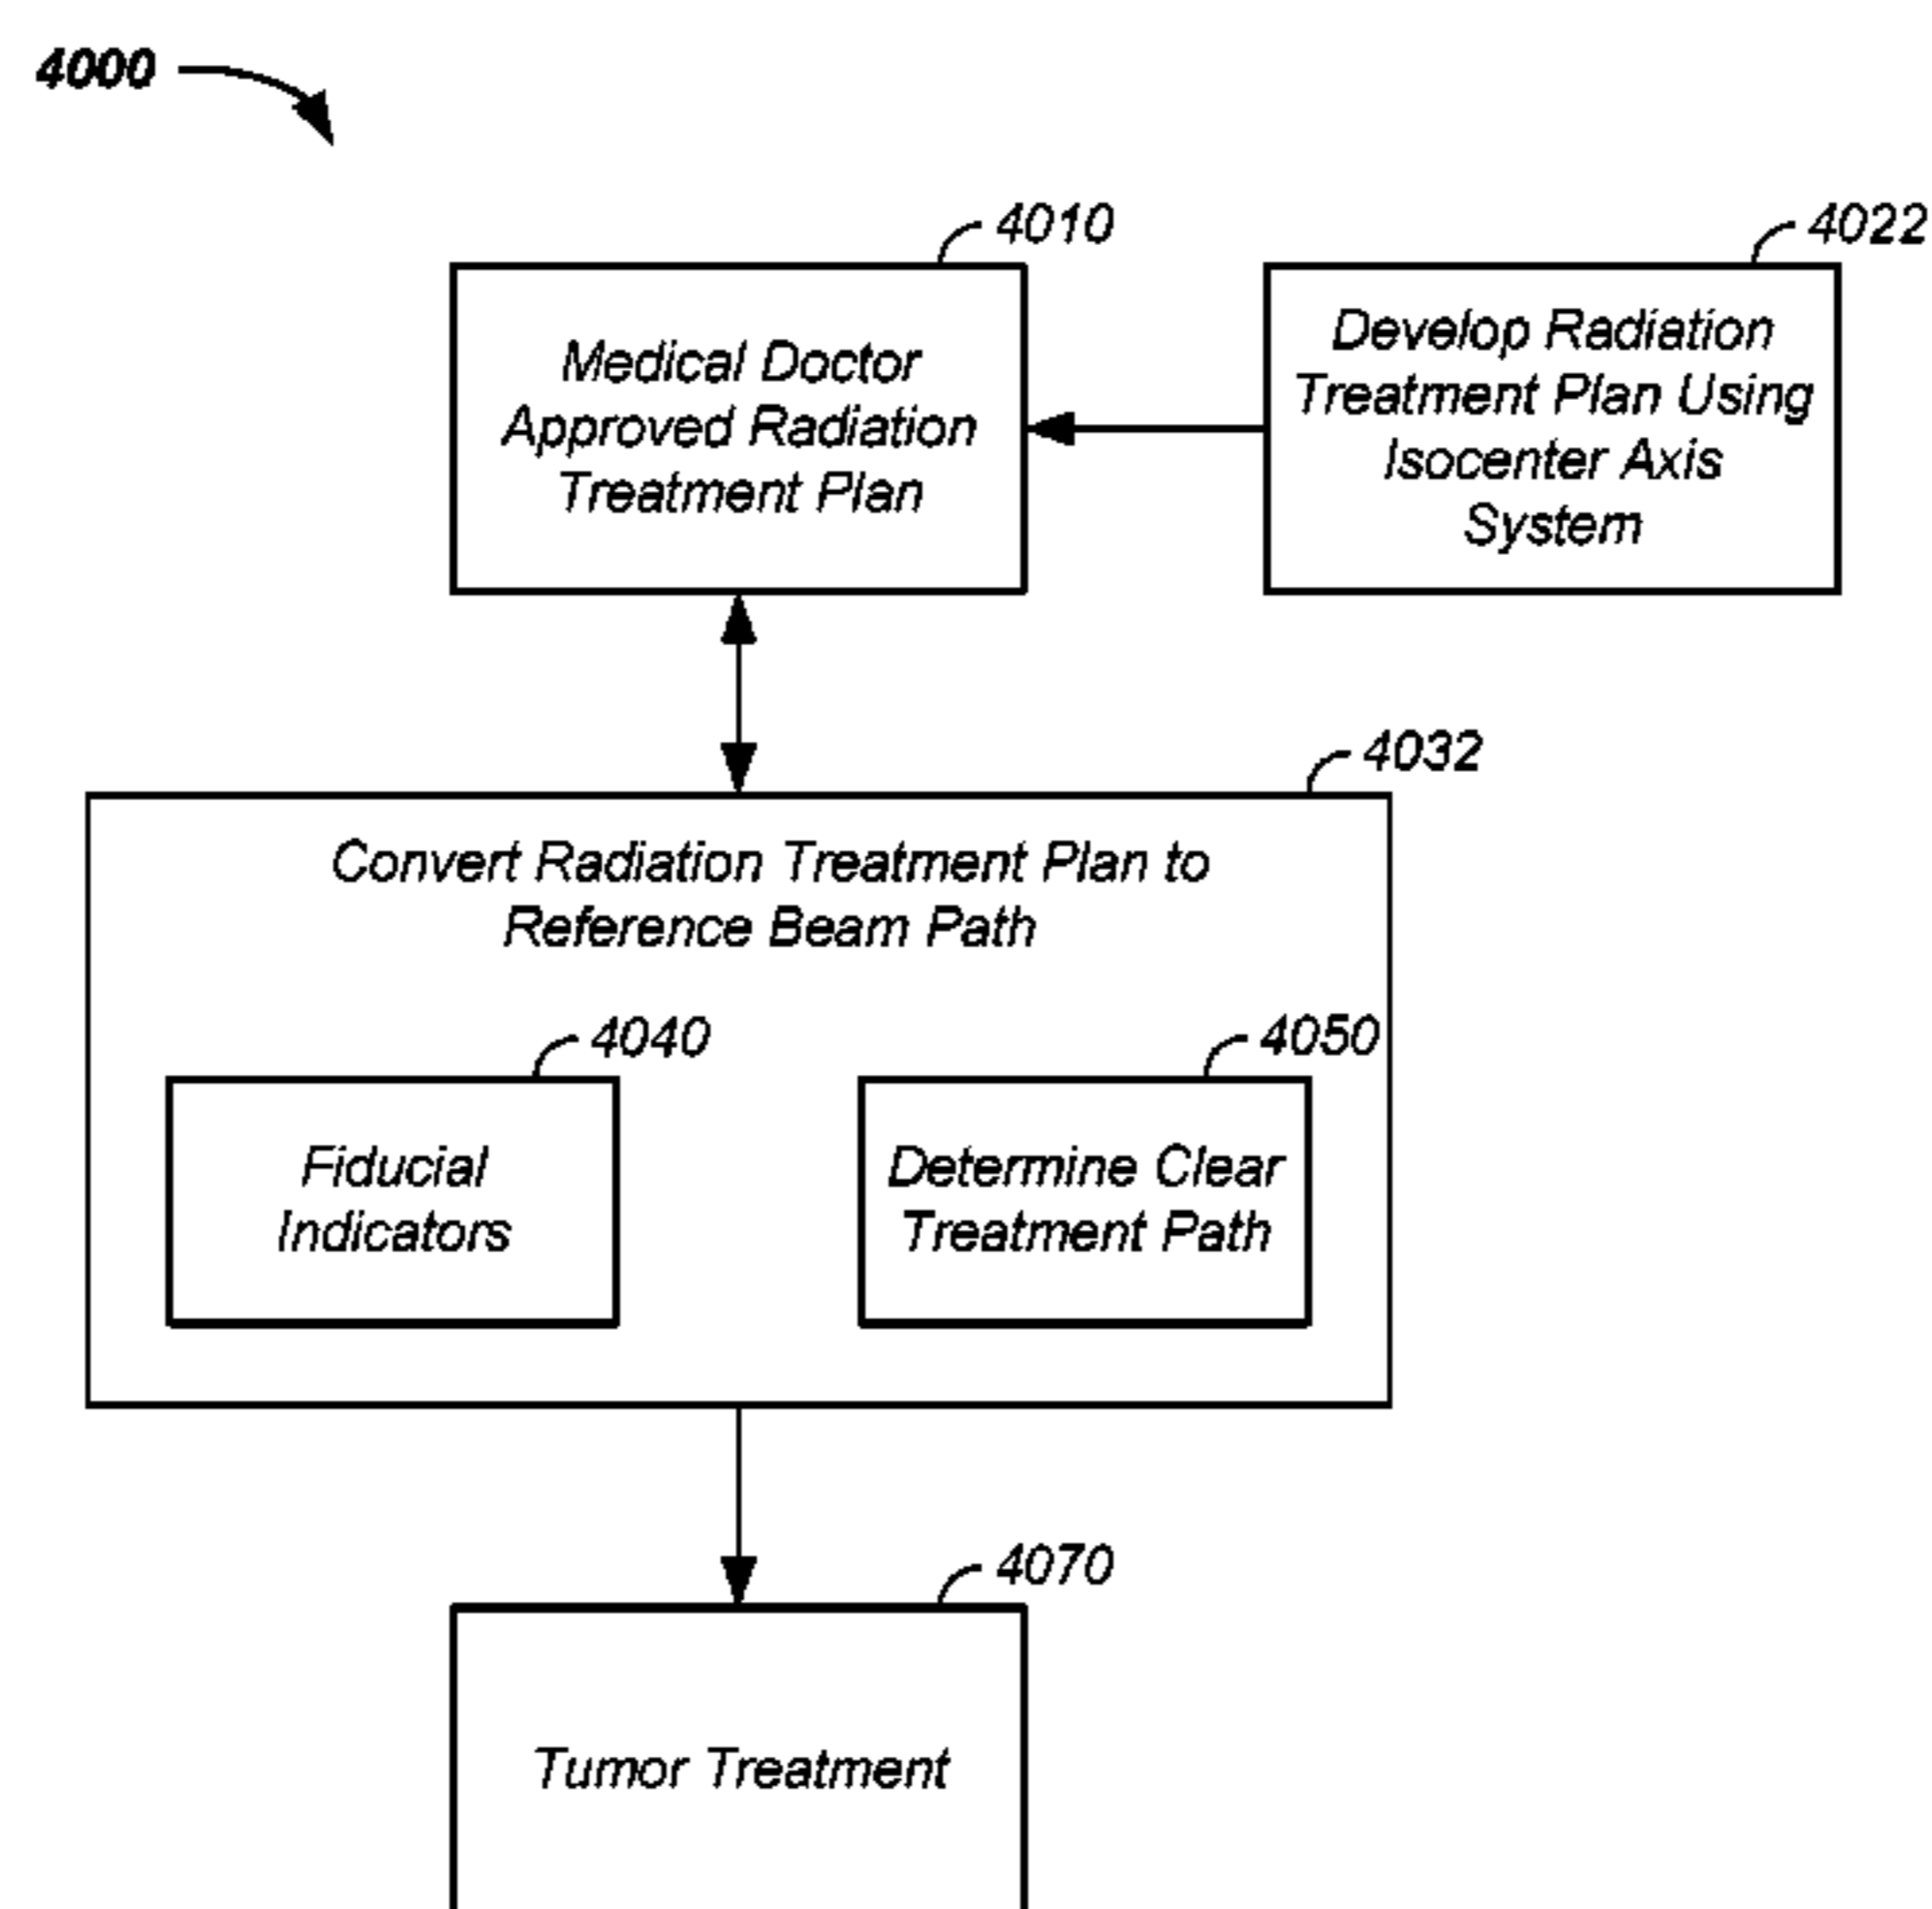 4000
4010
4022
Medical Doctor
Approved Radiation
Treatment Plan
Develop Radiation
Treatment Plan Using
Isocenter Axis
System
4032
Convert Radiation Treatment Plan to
Reference Beam Path
4040
4050
Fiducial
Indicators
Determine Clear
Treatment Path
4070
Tumor Treatment